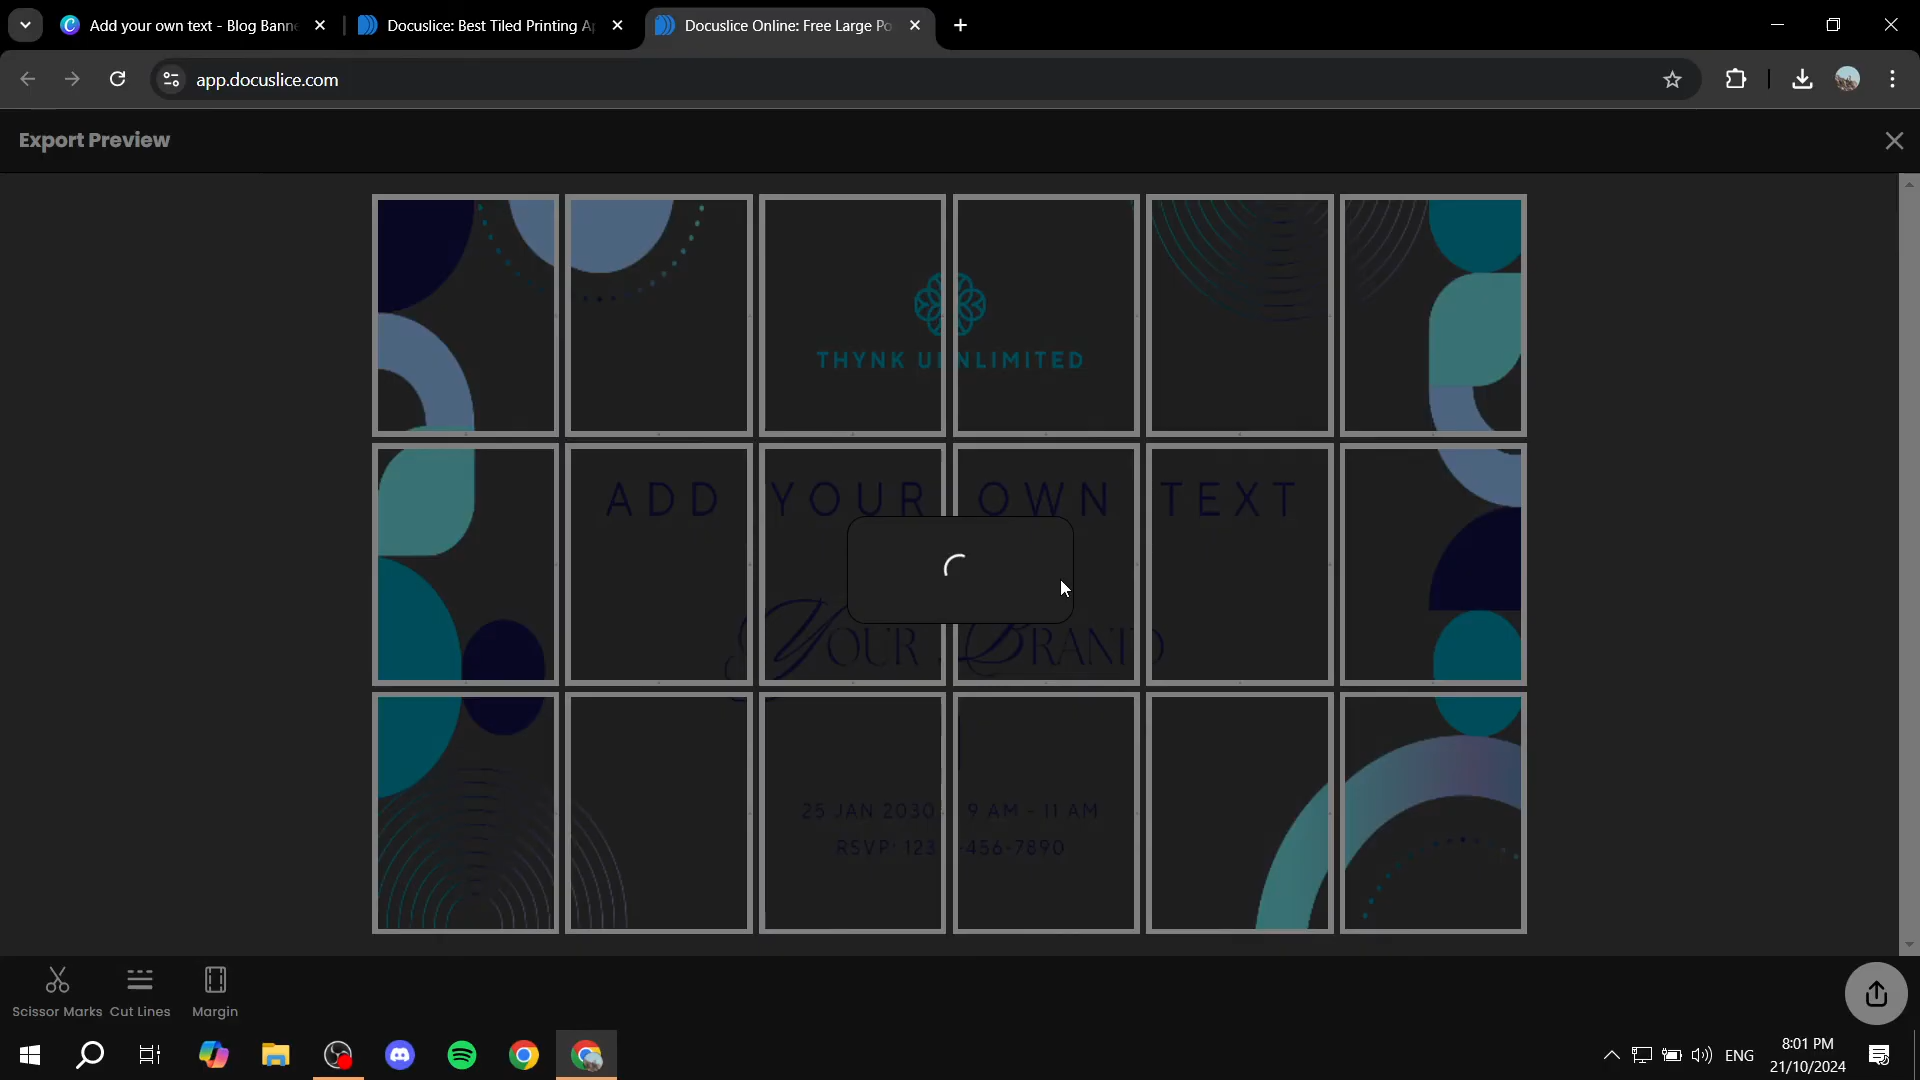 Add your own text - Blog Bann
Docuslice: Best Tiled Printing A
Docuslice Online: Free Large Po
app.docuslice.com
Export Preview
THYNK UNNLIMITED
ADD YOUR OWN TEXT
YOUR BRAND
25 JAN 2030 9 AM - 11 AM
RSVP: 123 -456-7890
Scissor Marks
Cut Lines
Margin
ENG
8:01 PM
21/10/2024